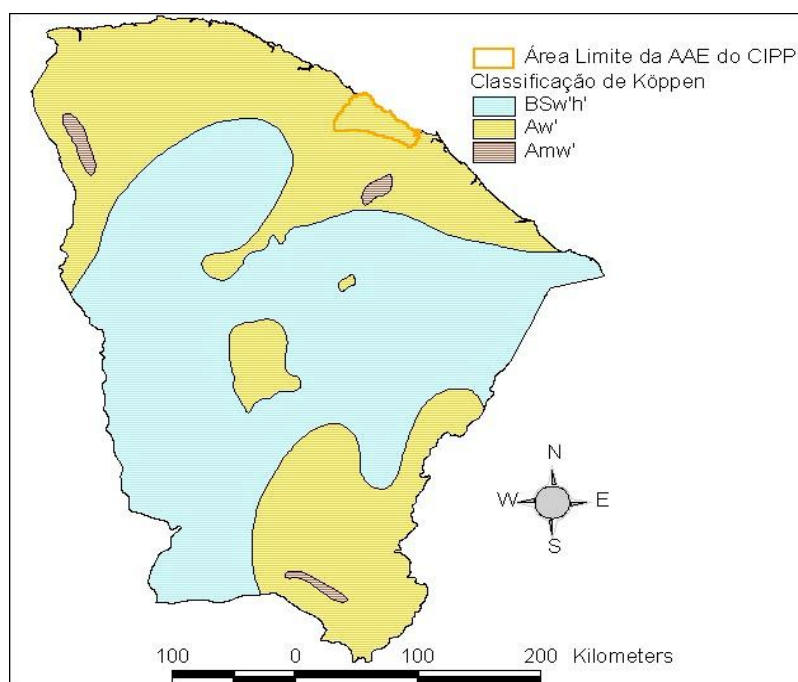 Área Limite da AAE do CIPP
Classificação de Köppen
BSw'h'
Aw'
Amw'
N
W E
S
100 0 100 200 Kilometers